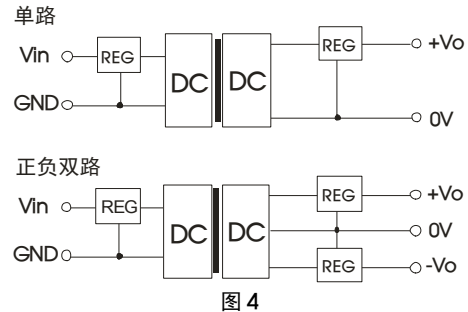 单路
Vin REG DC DC REG +Vo
GND 0V
正负双路
Vin REG DC DC REG +Vo
0V
GND REG -Vo
图 4